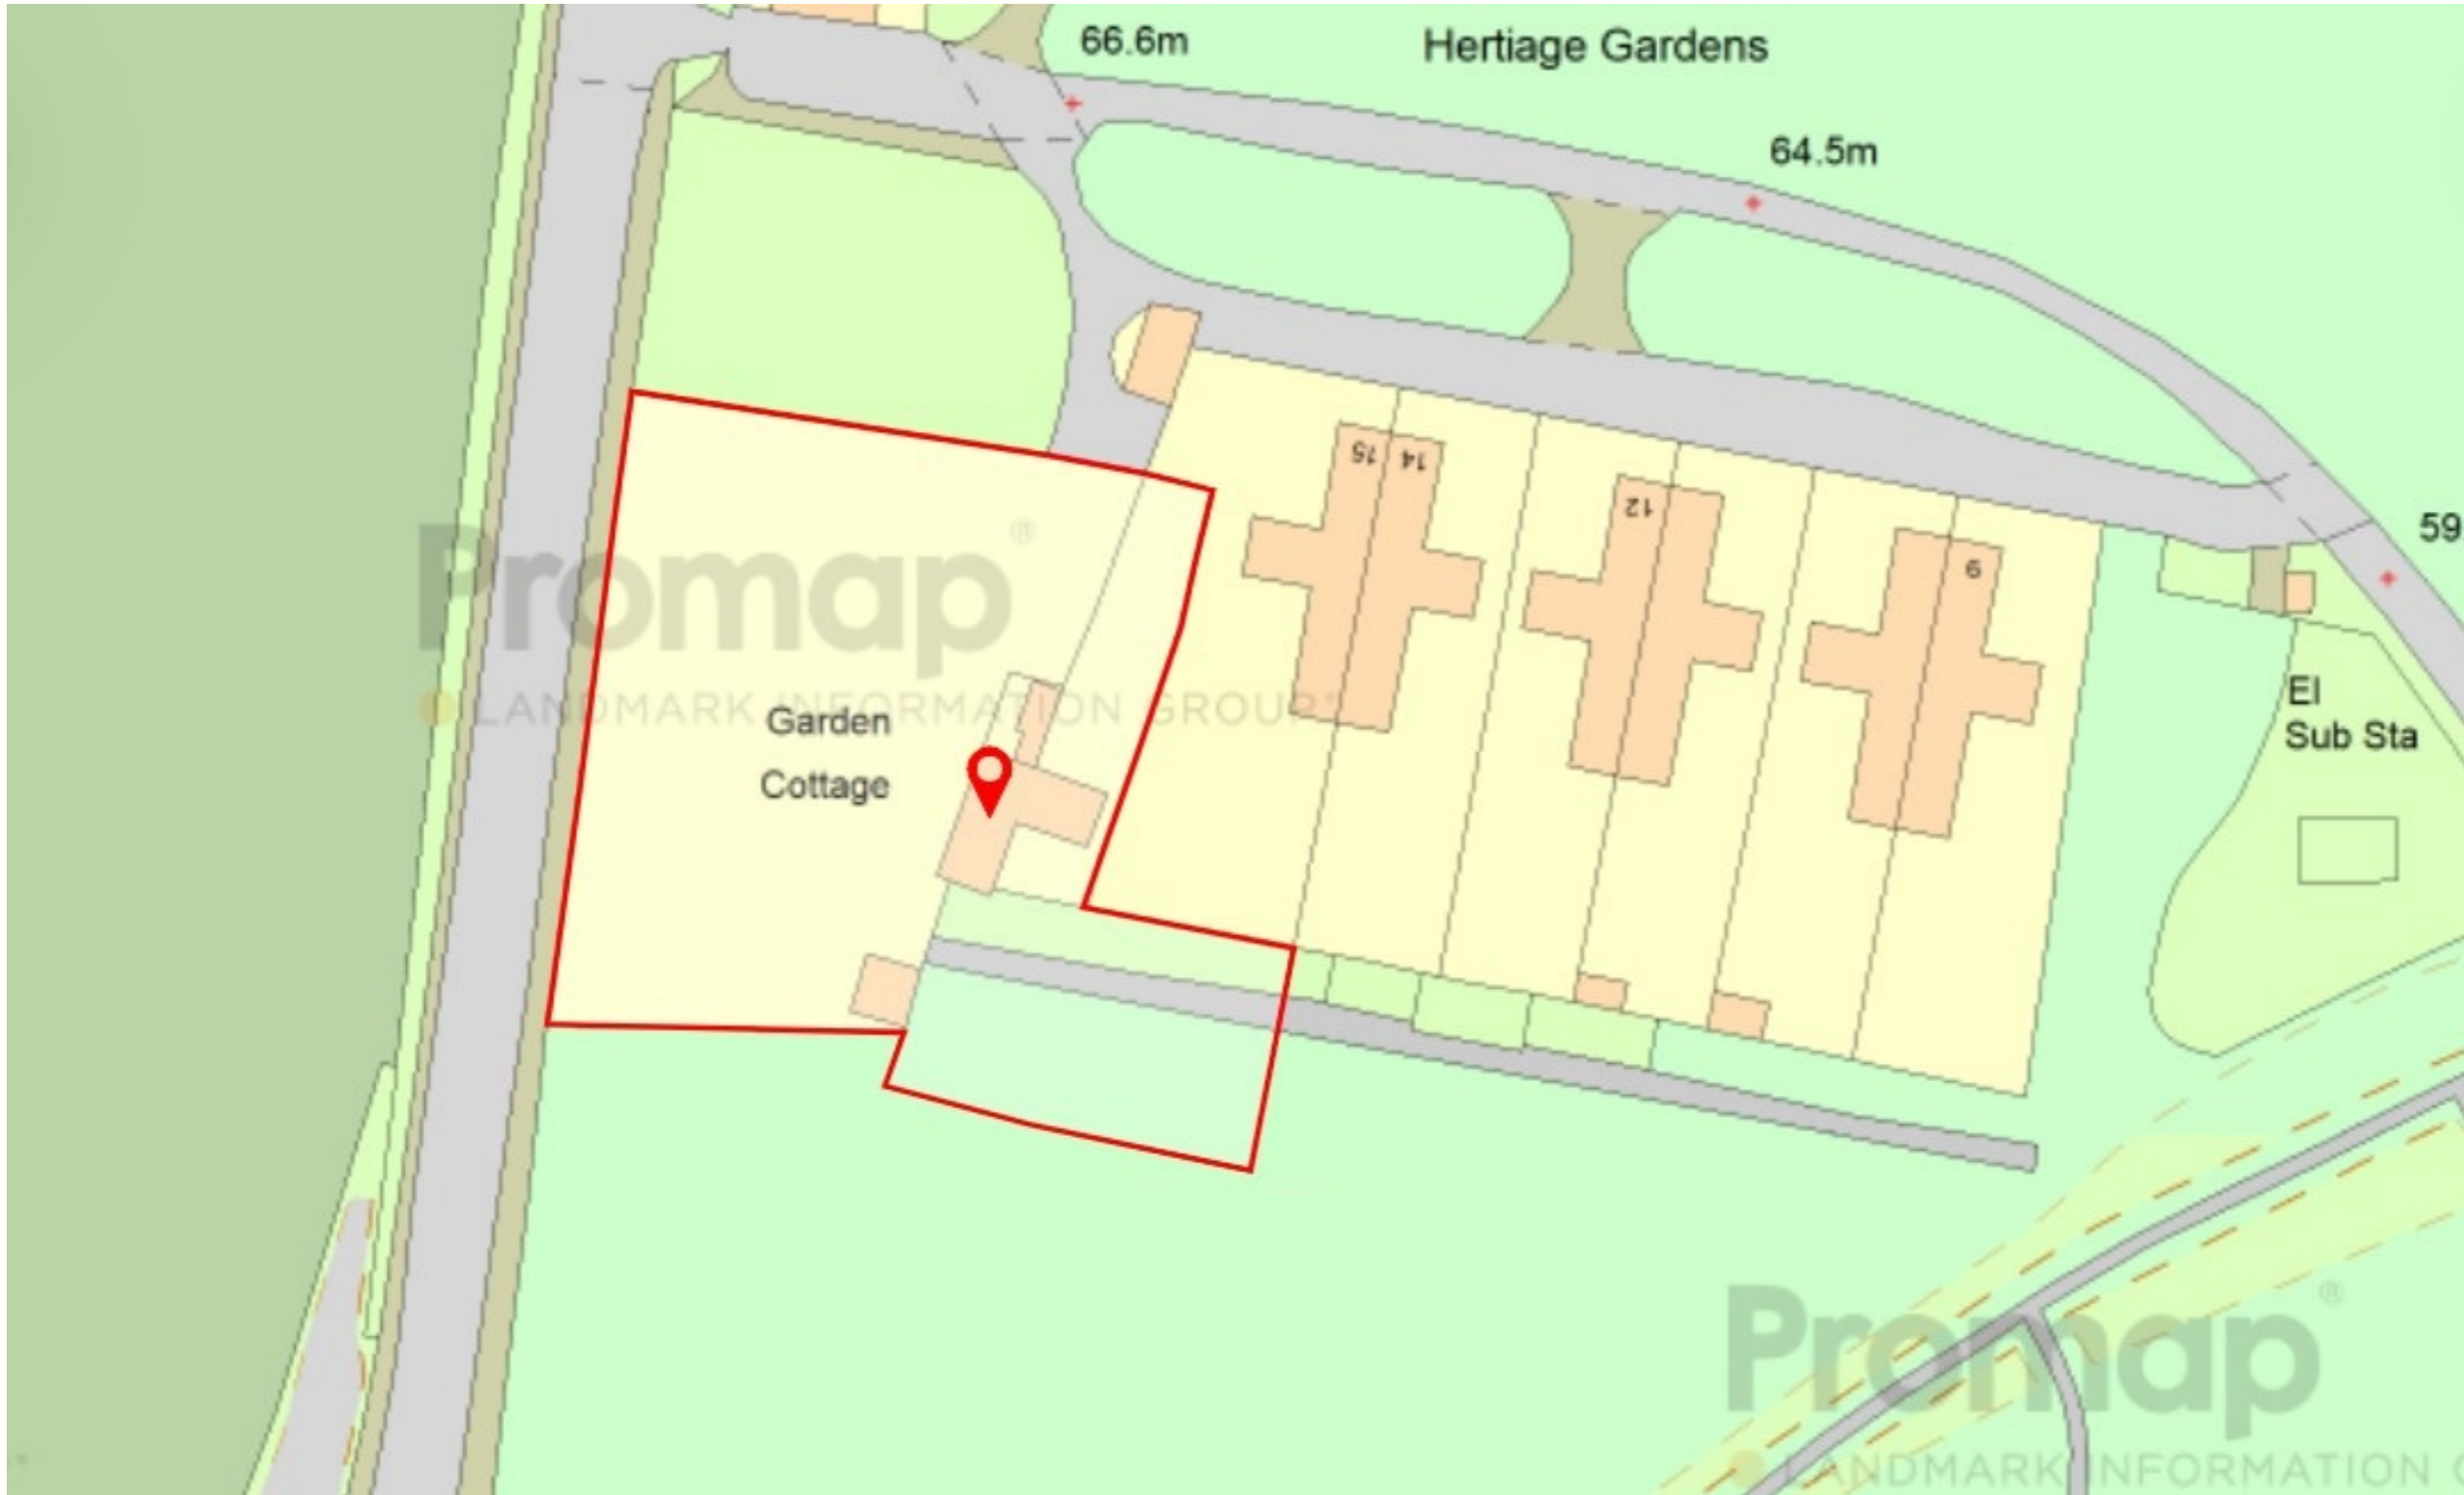 66.6m
Hertiage Gardens
64.5m
15
14
12
9
59
Promap®
LANDMARK INFORMATION GROUP
Garden
Cottage
El
Sub Sta
Promap®
LANDMARK INFORMATION